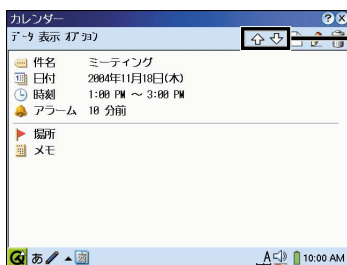 カレンダー
データ 表示 オプション
件名 ミーティング
日付 2004年11月18日(木)
時刻 1:00 PM ～ 3:00 PM
アラーム 10 分前
場所
メモ
あ A 10:00 AM